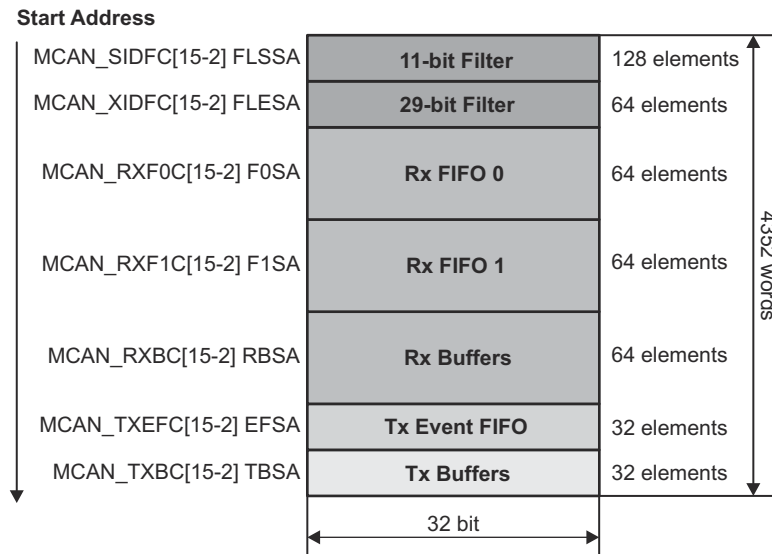 Start Address
MCAN_SIDFC[15-2] FLSSA 11-bit Filter 128 elements
MCAN_XIDFC[15-2] FLESA 29-bit Filter 64 elements
MCAN_RXF0C[15-2] F0SA Rx FIFO 0 64 elements
MCAN_RXF1C[15-2] F1SA Rx FIFO 1 64 elements
MCAN_RXBC[15-2] RBSA Rx Buffers 64 elements
MCAN_TXEFC[15-2] EFSA Tx Event FIFO 32 elements
MCAN_TXBC[15-2] TBSA Tx Buffers 32 elements
4352 words
32 bit